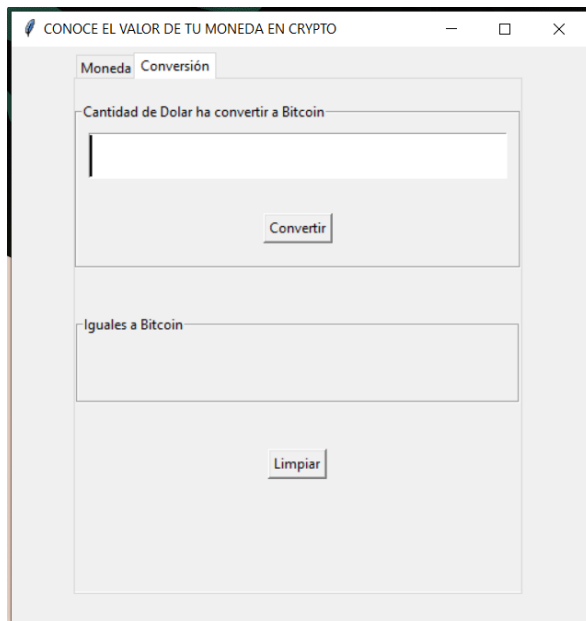 CONOCE EL VALOR DE TU MONEDA EN CRYPTO
Moneda Conversión
Cantidad de Dolar ha convertir a Bitcoin
Convertir
Iguales a Bitcoin
Limpiar